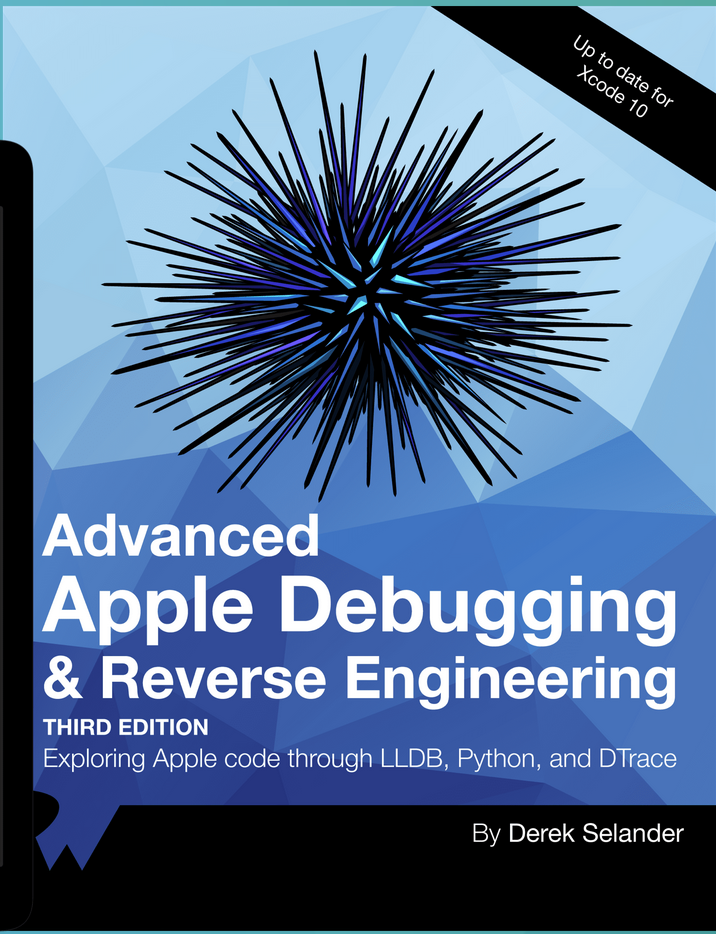 Up to date for
Xcode 10
Advanced
Apple Debugging
& Reverse Engineering
THIRD EDITION
Exploring Apple code through LLDB, Python, and DTrace
By Derek Selander